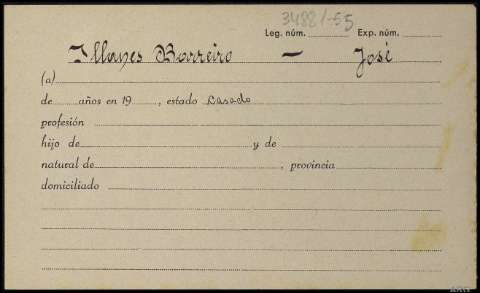 3488/-55
Leg. núm. Exp. núm.
Illanes Barreiro — José
(a)
de años en 19 , estado Casado
profesión
hijo de y de
natural de , provincia
domiciliado